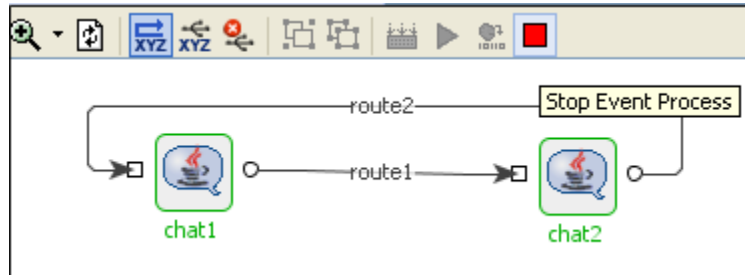 XYZ XYZ
route2 Stop Event Process
route1
chat1
chat2